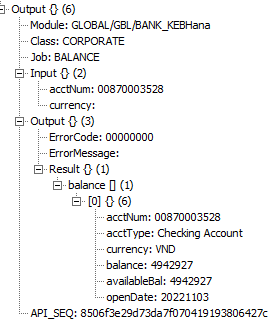 Output {} (6)
Module: GLOBAL/GBL/BANK_KEBHana
Class: CORPORATE
Job: BALANCE
Input {} (2)
acctNum: 00870003528
currency:
Output {} (3)
ErrorCode: 00000000
ErrorMessage:
Result {} (1)
balance [] (1)
[0] {} (6)
acctNum: 00870003528
acctType: Checking Account
currency: VND
balance: 4942927
availableBal: 4942927
openDate: 20221103
API_SEQ: 8506f3e29d73da7f070419193806427c